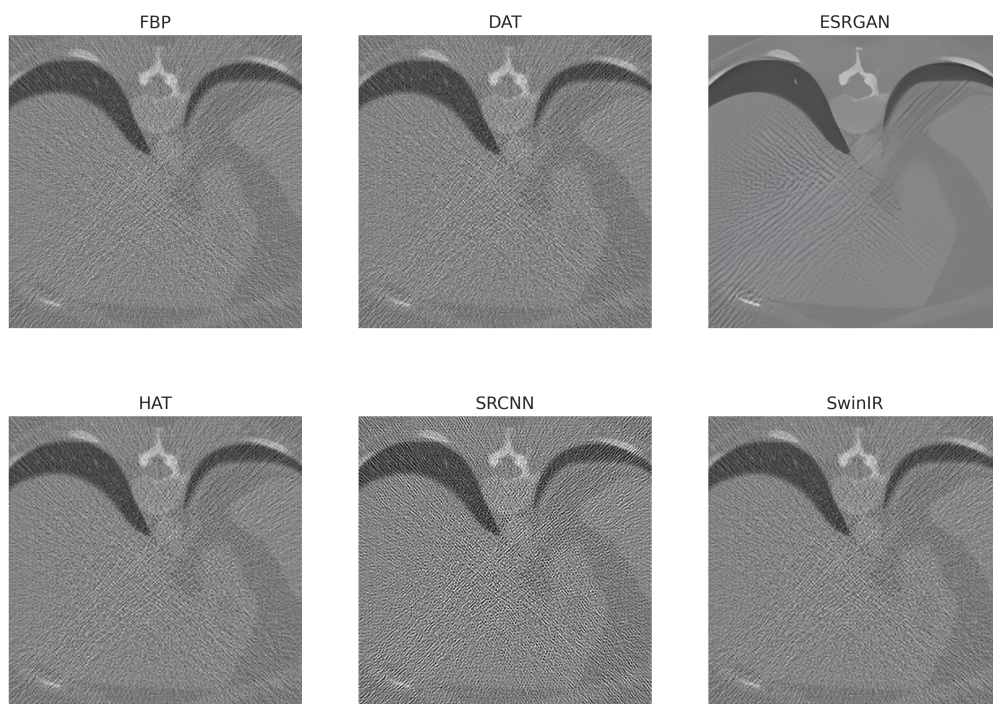 FBP
DAT
ESRGAN
HAT
SRCNN
SwinIR